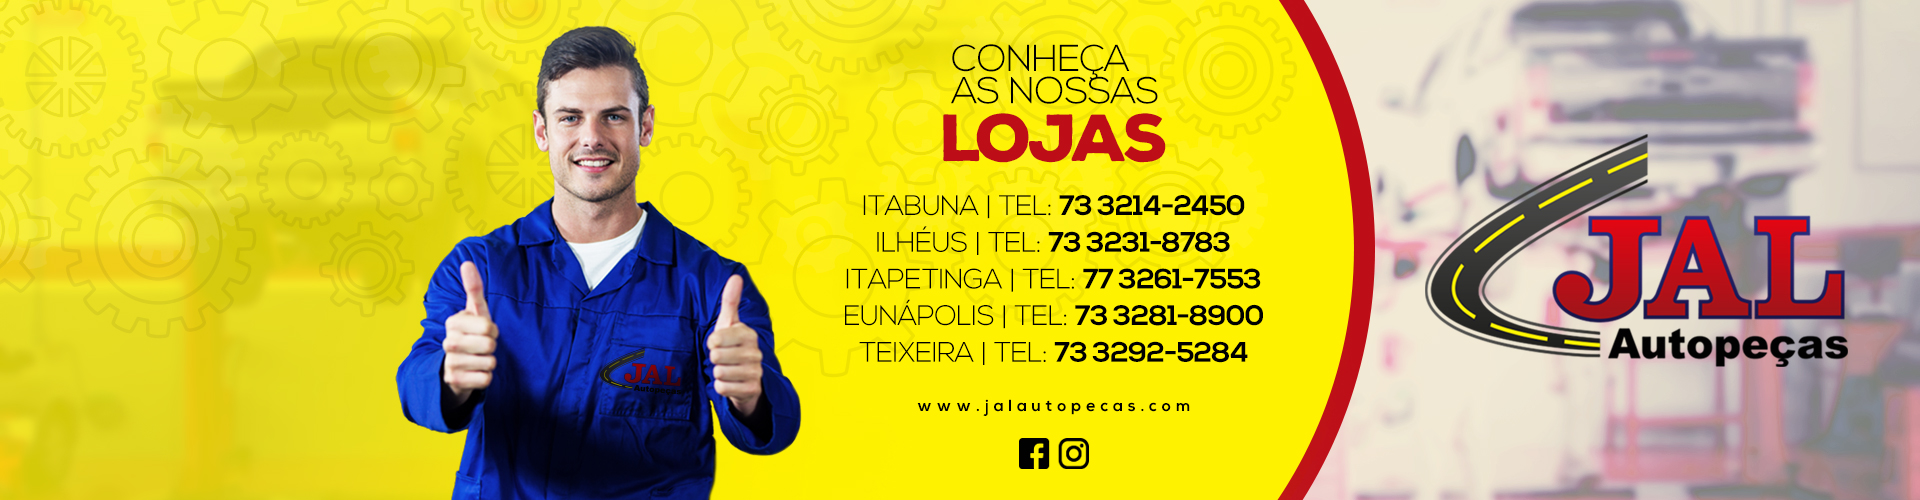 CONHEÇA
AS NOSSAS
LOJAS
ITABUNA | TEL: 73 3214-2450
ILHÉUS | TEL: 73 3231-8783
ITAPETINGA | TEL: 77 3261-7553
EUNÁPOLIS | TEL: 73 3281-8900
TEIXEIRA | TEL: 73 3292-5284
www.jalautopecas.com
JAL
Autopeças
JAL